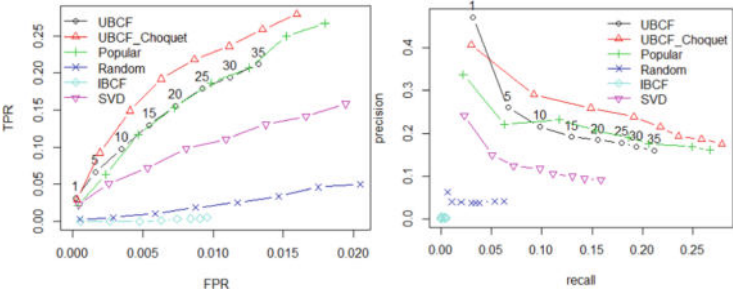 UBCF
UBCF_Choquet
Popular
Random
IBCF
SVD
1
5
10
15
20
25
30
35
TPR
0.00
0.05
0.10
0.15
0.20
0.25
0.000
0.005
0.010
0.015
0.020
FPR
1
UBCF
UBCF_Choquet
Popular
Random
IBCF
SVD
5
10
15
20
25
30
35
precision
0.0
0.1
0.2
0.3
0.4
0.00
0.05
0.10
0.15
0.20
0.25
recall